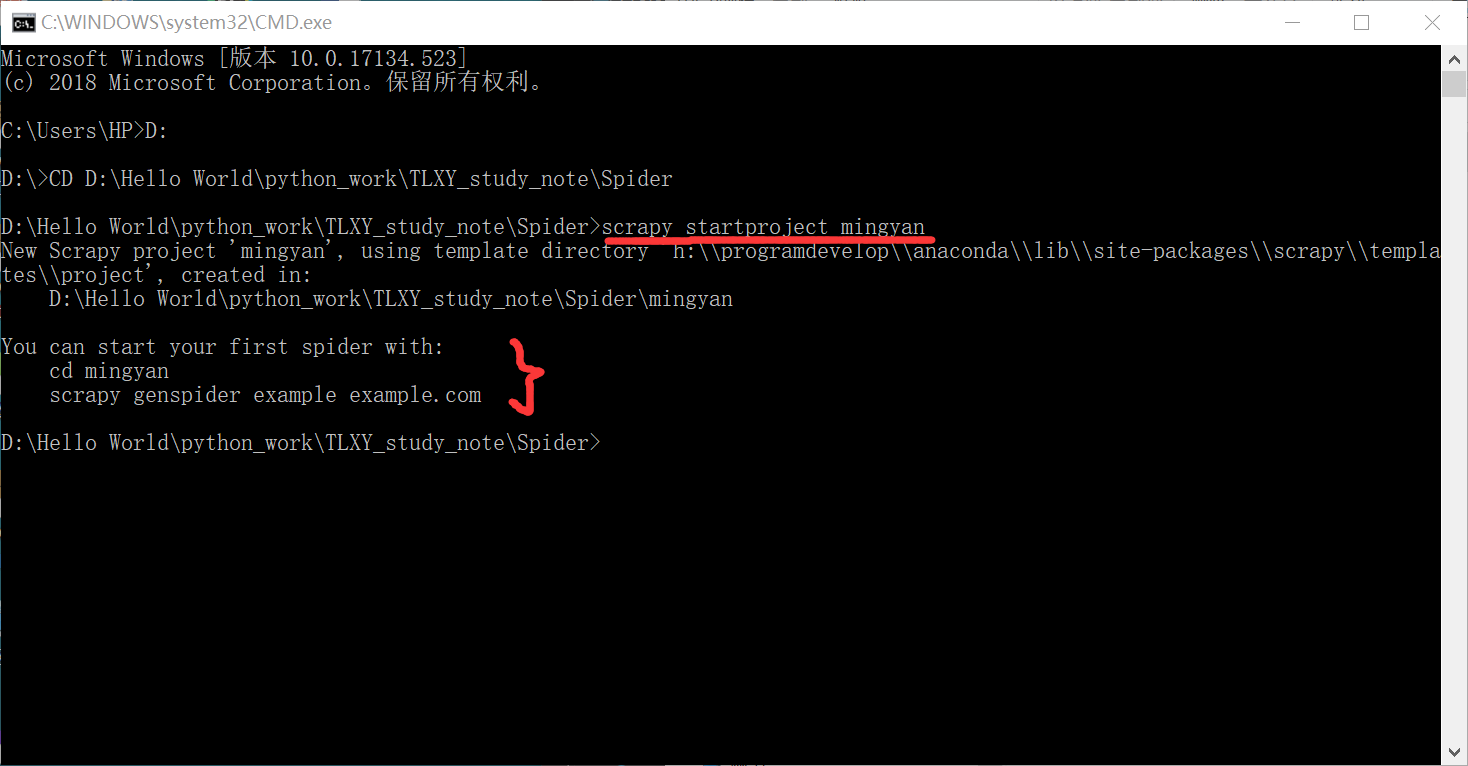 C:\WINDOWS\system32\CMD.exe
Microsoft Windows [版本 10.0.17134.523]
(c) 2018 Microsoft Corporation。保留所有权利。
C:\Users\HP>D:
D:\>CD D:\Hello World\python_work\TLXY_study_note\Spider
D:\Hello World\python_work\TLXY_study_note\Spider>scrapy startproject mingyan
New Scrapy project 'mingyan', using template directory 'h:\\programdevelop\\anaconda\\lib\\site-packages\\scrapy\\templa
tes\\project', created in:
    D:\Hello World\python_work\TLXY_study_note\Spider\mingyan
You can start your first spider with:
    cd mingyan
    scrapy genspider example example.com
D:\Hello World\python_work\TLXY_study_note\Spider>